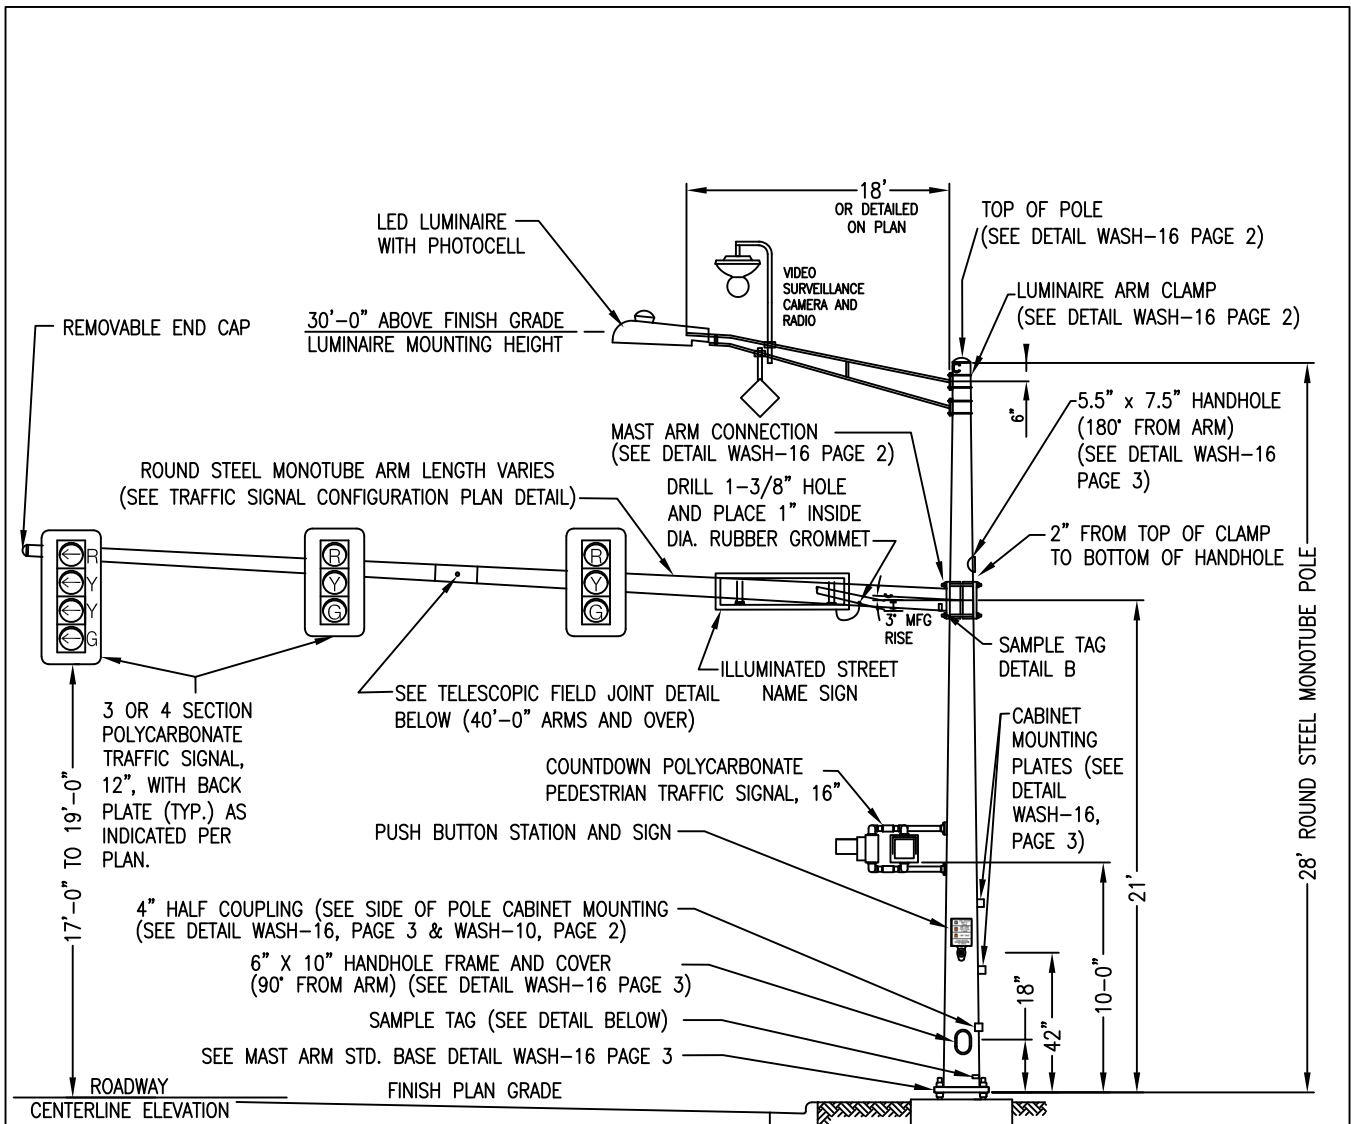 18'
OR DETAILED
ON PLAN
TOP OF POLE
(SEE DETAIL WASH-16 PAGE 2)
LED LUMINAIRE
WITH PHOTOCELL
VIDEO
SURVEILLANCE
CAMERA AND
RADIO
LUMINAIRE ARM CLAMP
(SEE DETAIL WASH-16 PAGE 2)
REMOVABLE END CAP
30'-0" ABOVE FINISH GRADE
LUMINAIRE MOUNTING HEIGHT
6"
5.5" x 7.5" HANDHOLE
(180° FROM ARM)
(SEE DETAIL WASH-16
PAGE 3)
MAST ARM CONNECTION
(SEE DETAIL WASH-16 PAGE 2)
ROUND STEEL MONOTUBE ARM LENGTH VARIES
(SEE TRAFFIC SIGNAL CONFIGURATION PLAN DETAIL)
DRILL 1-3/8" HOLE
AND PLACE 1" INSIDE
DIA. RUBBER GROMMET
2" FROM TOP OF CLAMP
TO BOTTOM OF HANDHOLE
R
Y
Y
G
R
Y
G
R
Y
G
3° MFG
RISE
SAMPLE TAG
DETAIL B
ILLUMINATED STREET
NAME SIGN
SEE TELESCOPIC FIELD JOINT DETAIL
BELOW (40'-0" ARMS AND OVER)
3 OR 4 SECTION
POLYCARBONATE
TRAFFIC SIGNAL,
12", WITH BACK
PLATE (TYP.) AS
INDICATED PER
PLAN.
17'-0" TO 19'-0"
CABINET
MOUNTING
PLATES (SEE
DETAIL
WASH-16,
PAGE 3)
28' ROUND STEEL MONOTUBE POLE
COUNTDOWN POLYCARBONATE
PEDESTRIAN TRAFFIC SIGNAL, 16"
PUSH BUTTON STATION AND SIGN
21'
4" HALF COUPLING (SEE SIDE OF POLE CABINET MOUNTING
(SEE DETAIL WASH-16, PAGE 3 & WASH-10, PAGE 2)
6" X 10" HANDHOLE FRAME AND COVER
(90° FROM ARM) (SEE DETAIL WASH-16 PAGE 3)
18"
42"
10-0"
SAMPLE TAG (SEE DETAIL BELOW)
SEE MAST ARM STD. BASE DETAIL WASH-16 PAGE 3
ROADWAY
CENTERLINE ELEVATION
FINISH PLAN GRADE